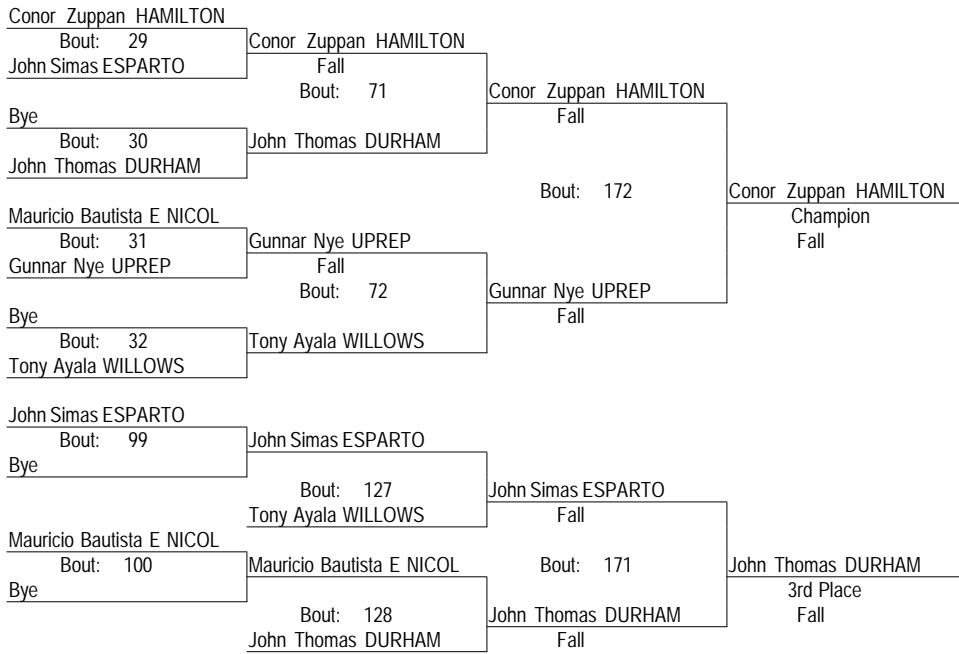 Conor Zuppan HAMILTON
Bout: 29
Conor Zuppan HAMILTON
John Simas ESPARTO
Fall
Bout: 71
Conor Zuppan HAMILTON
Bye
Fall
Bout: 30
John Thomas DURHAM
John Thomas DURHAM
Bout: 172
Conor Zuppan HAMILTON
Mauricio Bautista E NICOL
Champion
Bout: 31
Gunnar Nye UPREP
Fall
Gunnar Nye UPREP
Fall
Bout: 72
Gunnar Nye UPREP
Bye
Fall
Bout: 32
Tony Ayala WILLOWS
Tony Ayala WILLOWS
John Simas ESPARTO
Bout: 99
John Simas ESPARTO
Bye
Bout: 127
John Simas ESPARTO
Tony Ayala WILLOWS
Fall
Mauricio Bautista E NICOL
Bout: 100
Mauricio Bautista E NICOL
Bout: 171
John Thomas DURHAM
Bye
3rd Place
Bout: 128
John Thomas DURHAM
Fall
John Thomas DURHAM
Fall